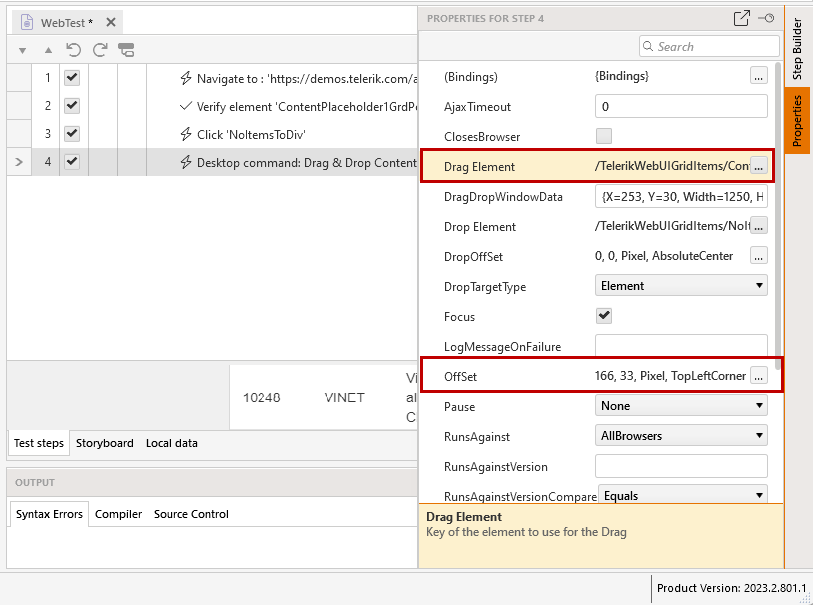 WebTest *
1 Navigate to : 'https://demos.telerik.com/a
2 Verify element 'ContentPlaceholder1GrdPe
3 Click 'NoItemsToDiv'
4 Desktop command: Drag & Drop Content
10248 VINET Vi
al
C
Test steps Storyboard Local data
OUTPUT
Syntax Errors Compiler Source Control
PROPERTIES FOR STEP 4
Search
(Bindings) {Bindings} ...
AjaxTimeout 0
ClosesBrowser
Drag Element /TelerikWebUIGridItems/Con ...
DragDropWindowData {X=253, Y=30, Width=1250, H
Drop Element /TelerikWebUIGridItems/NoIt ...
DropOffSet 0, 0, Pixel, AbsoluteCenter ...
DropTargetType Element
Focus
LogMessageOnFailure
OffSet 166, 33, Pixel, TopLeftCorner ...
Pause None
RunsAgainst AllBrowsers
RunsAgainstVersion
RunsAgainstVersionCompare Equals
Drag Element
Key of the element to use for the Drag
Step Builder
Properties
Product Version: 2023.2.801.1